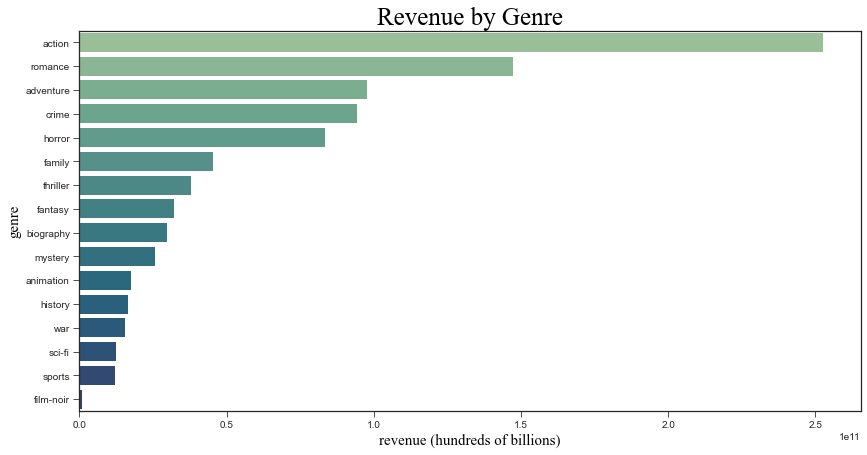 Revenue by Genre
action
romance
adventure
crime
horror
family
thriller
fantasy
biography
mystery
animation
history
war
sci-fi
sports
film-noir
genre
0.0 0.5 1.0 1.5 2.0 2.5
1e11
revenue (hundreds of billions)